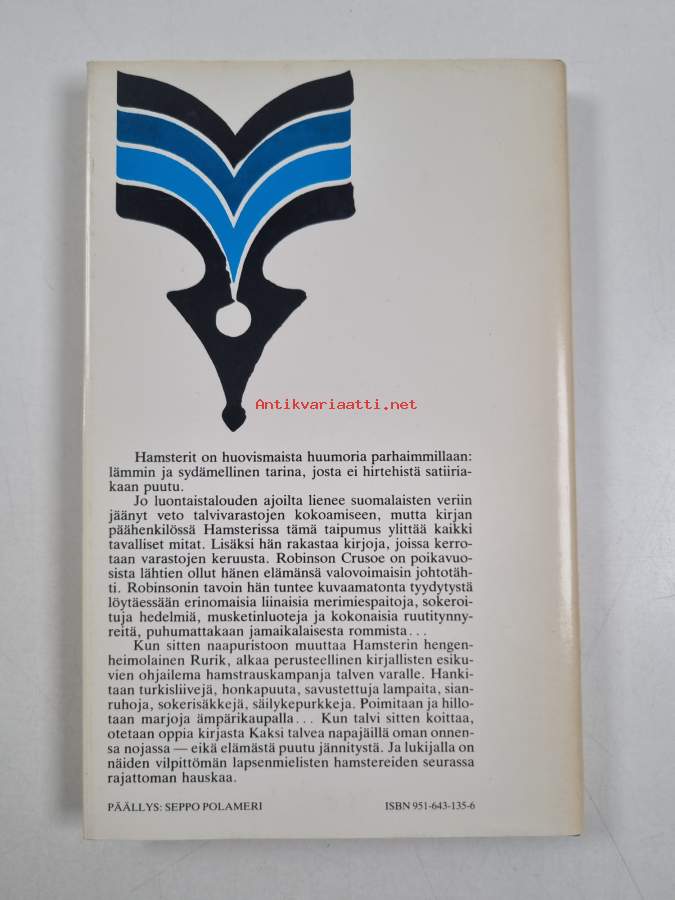 Antikvariaatti.net
Hamsterit on huovismaista huumoria parhaimmillaan:
lämmin ja sydämellinen tarina, josta ei hirtehistä satiiria-
kaan puutu.
Jo luontaistalouden ajoilta lienee suomalaisten veriin
jäänyt veto talvivarastojen kokoamiseen, mutta kirjan
päähenkilössä Hamsterissa tämä taipumus ylittää kaikki
tavalliset mitat. Lisäksi hän rakastaa kirjoja, joissa kerro-
taan varastojen keruusta. Robinson Crusoe on poikavuo-
sista lähtien ollut hänen elämänsä valovoimaisin johtotäh-
ti. Robinsonin tavoin hän tuntee kuvaamatonta tyydytystä
löytäessään erinomaisia liinaisia merimiespaitoja, sokeroi-
tuja hedelmiä, musketinluoteja ja kokonaisia ruutitynny-
reitä, puhumattakaan jamaikalaisesta rommista...
Kun sitten naapuristoon muuttaa Hamsterin hengen-
heimolainen Rurik, alkaa perusteellinen kirjallisten esiku-
vien ohjailema hamstrauskampanja talven varalle. Hanki-
taan turkisliivejä, honkapuuta, savustettuja lampaita, sian-
ruhoja, sokerisäkkejä, säilykepurkkeja. Poimitaan ja hillo-
taan marjoja ämpärikaupalla... Kun talvi sitten koittaa,
otetaan oppia kirjasta Kaksi talvea napajäillä oman onnen-
sa nojassa — eikä elämästä puutu jännitystä. Ja lukijalla on
näiden vilpittömän lapsenmielisten hamstereiden seurassa
rajattoman hauskaa.
PÄÄLLYS: SEPPO POLAMERI
ISBN 951-643-135-6